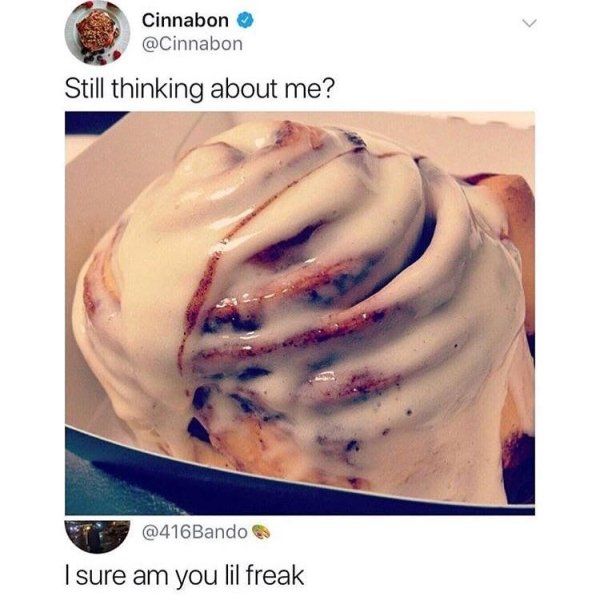 Cinnabon
@Cinnabon
Still thinking about me?
@416Bando
I sure am you lil freak